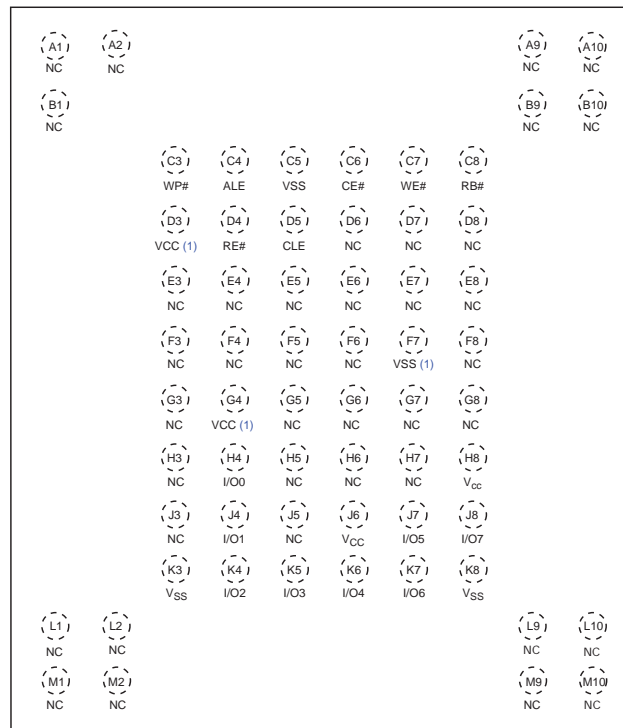 A1 A2 A9 A10
NC NC NC NC
B1 B9 B10
NC NC NC
C3 C4 C5 C6 C7 C8
WP# ALE VSS CE# WE# RB#
D3 D4 D5 D6 D7 D8
VCC (1) RE# CLE NC NC NC
E3 E4 E5 E6 E7 E8
NC NC NC NC NC NC
F3 F4 F5 F6 F7 F8
NC NC NC NC VSS (1) NC
G3 G4 G5 G6 G7 G8
NC VCC (1) NC NC NC NC
H3 H4 H5 H6 H7 H8
NC I/O0 NC NC NC Vcc
J3 J4 J5 J6 J7 J8
NC I/O1 NC VCC I/O5 I/O7
K3 K4 K5 K6 K7 K8
VSS I/O2 I/O3 I/O4 I/O6 VSS
L1 L2 L9 L10
NC NC NC NC
M1 M2 M9 M10
NC NC NC NC